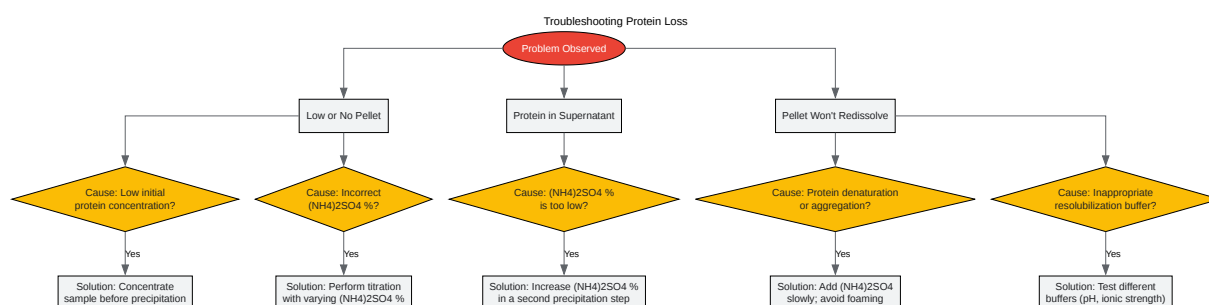 Troubleshooting Protein Loss
Problem Observed
Low or No Pellet
Protein in Supernatant
Pellet Won't Redissolve
Cause: Low initial
protein concentration?
Cause: Incorrect
(NH4)2SO4 %?
Cause: (NH4)2SO4 %
is too low?
Cause: Protein denaturation
or aggregation?
Cause: Inappropriate
resolubilization buffer?
Yes
Yes
Yes
Yes
Yes
Solution: Concentrate
sample before precipitation
Solution: Perform titration
with varying (NH4)2SO4 %
Solution: Increase (NH4)2SO4 %
in a second precipitation step
Solution: Add (NH4)2SO4
slowly; avoid foaming
Solution: Test different
buffers (pH, ionic strength)